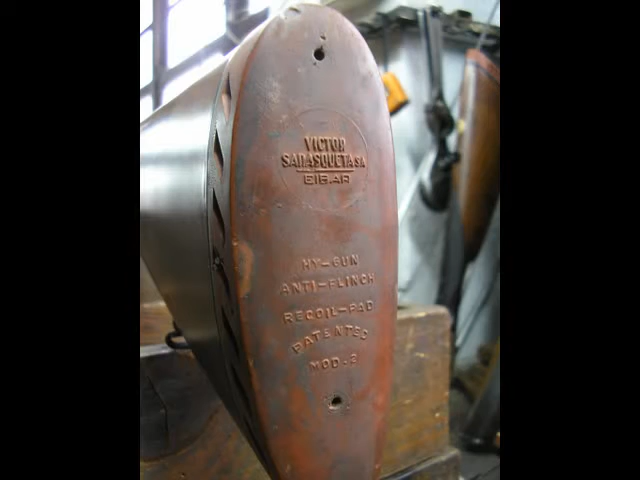 VICTOR
SARASQUETA S.A.
EIBAR
HY-GUN
ANTI-FLINCH
RECOIL-PAD
PATENTED
MOD-2